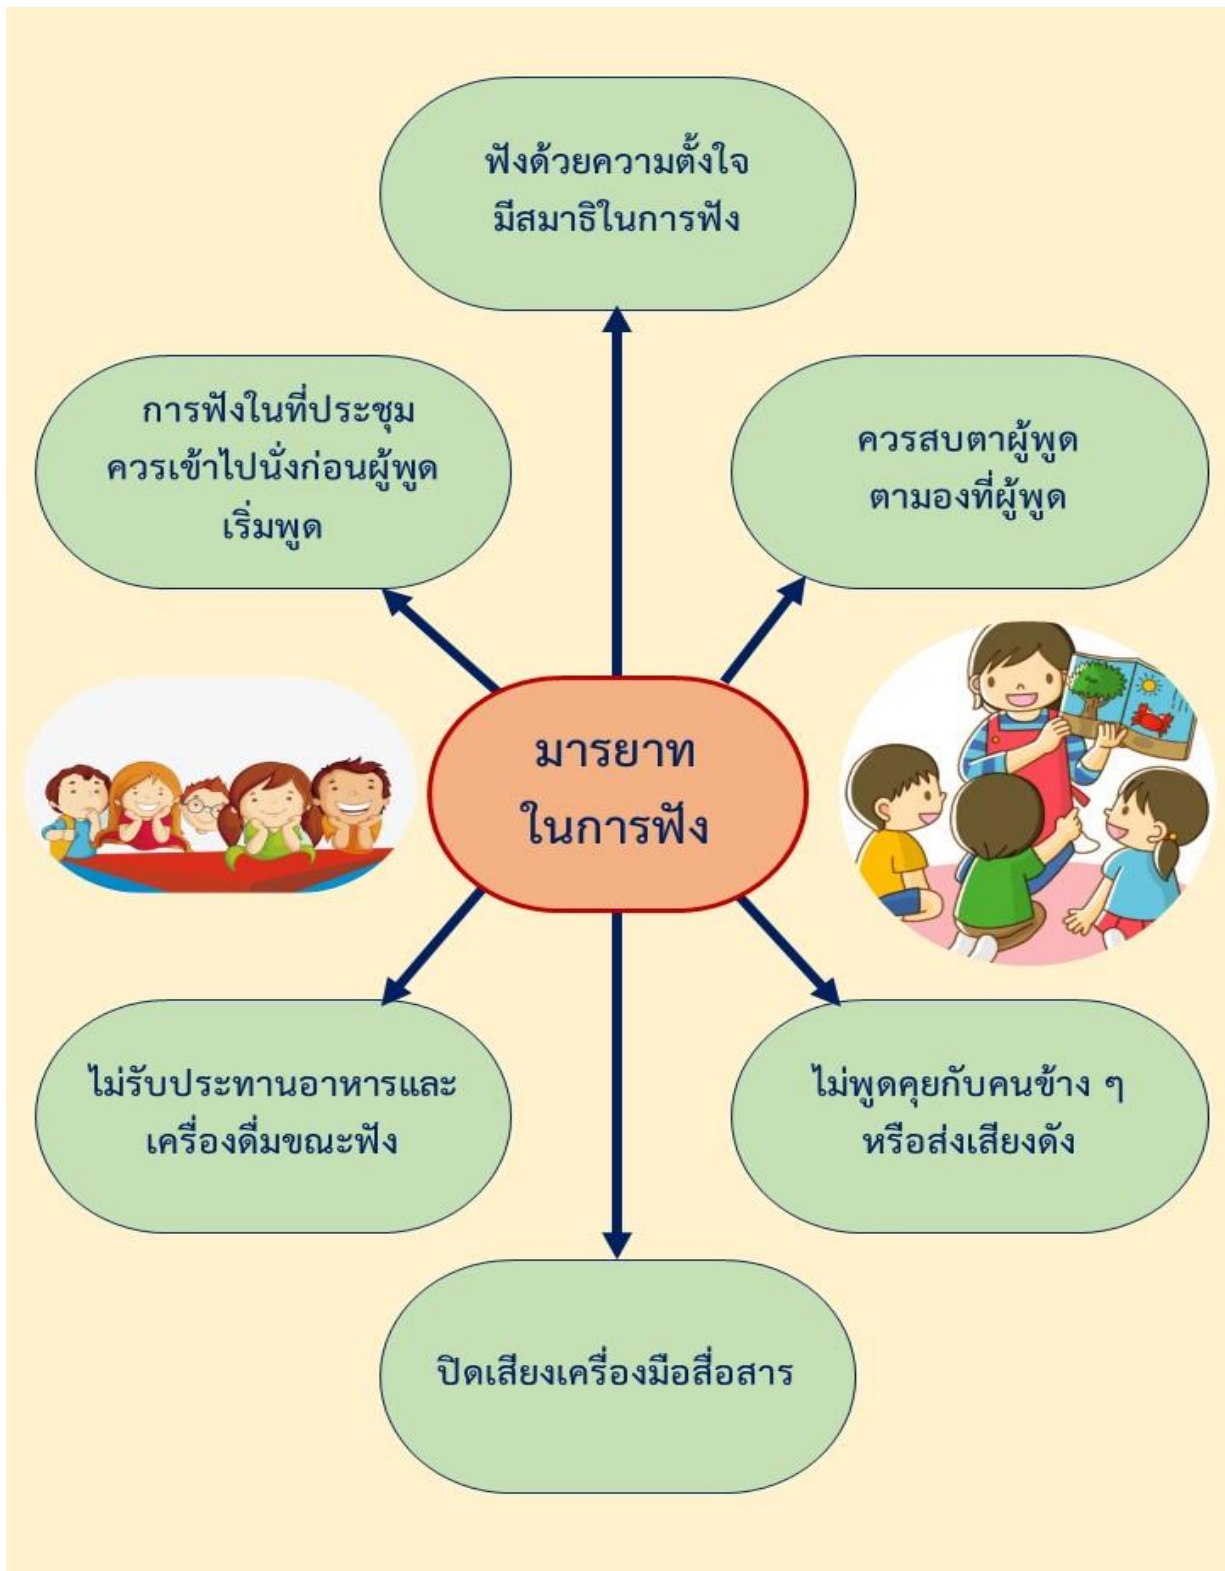 ฟังด้วยความตั้งใจ
มีสมาธิในการฟัง
การฟังในที่ประชุม
ควรเข้าไปนั่งก่อนผู้พูด
เริ่มพูด
ควรสบตาผู้พูด
ตามองที่ผู้พูด
มารยาท
ในการฟัง
ไม่รับประทานอาหารและ
เครื่องดื่มขณะฟัง
ไม่พูดคุยกับคนข้าง ๆ
หรือส่งเสียงดัง
ปิดเสียงเครื่องมือสื่อสาร